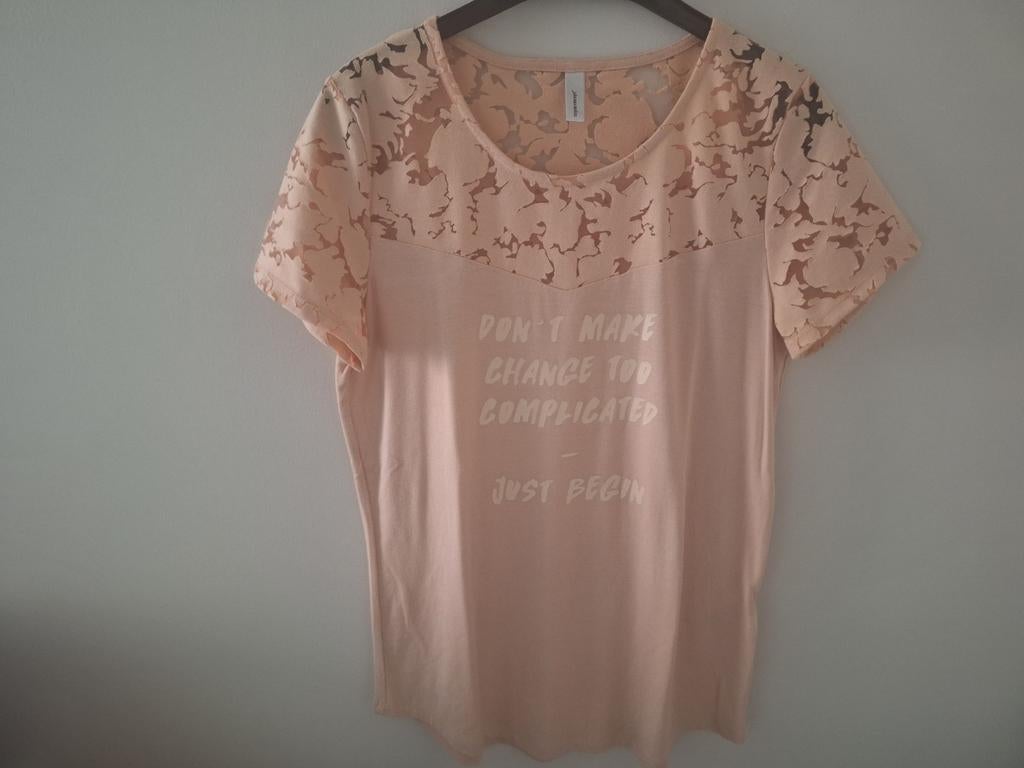 DON'T MAKE
CHANGE TOO
COMPLICATED
–
JUST BEGIN